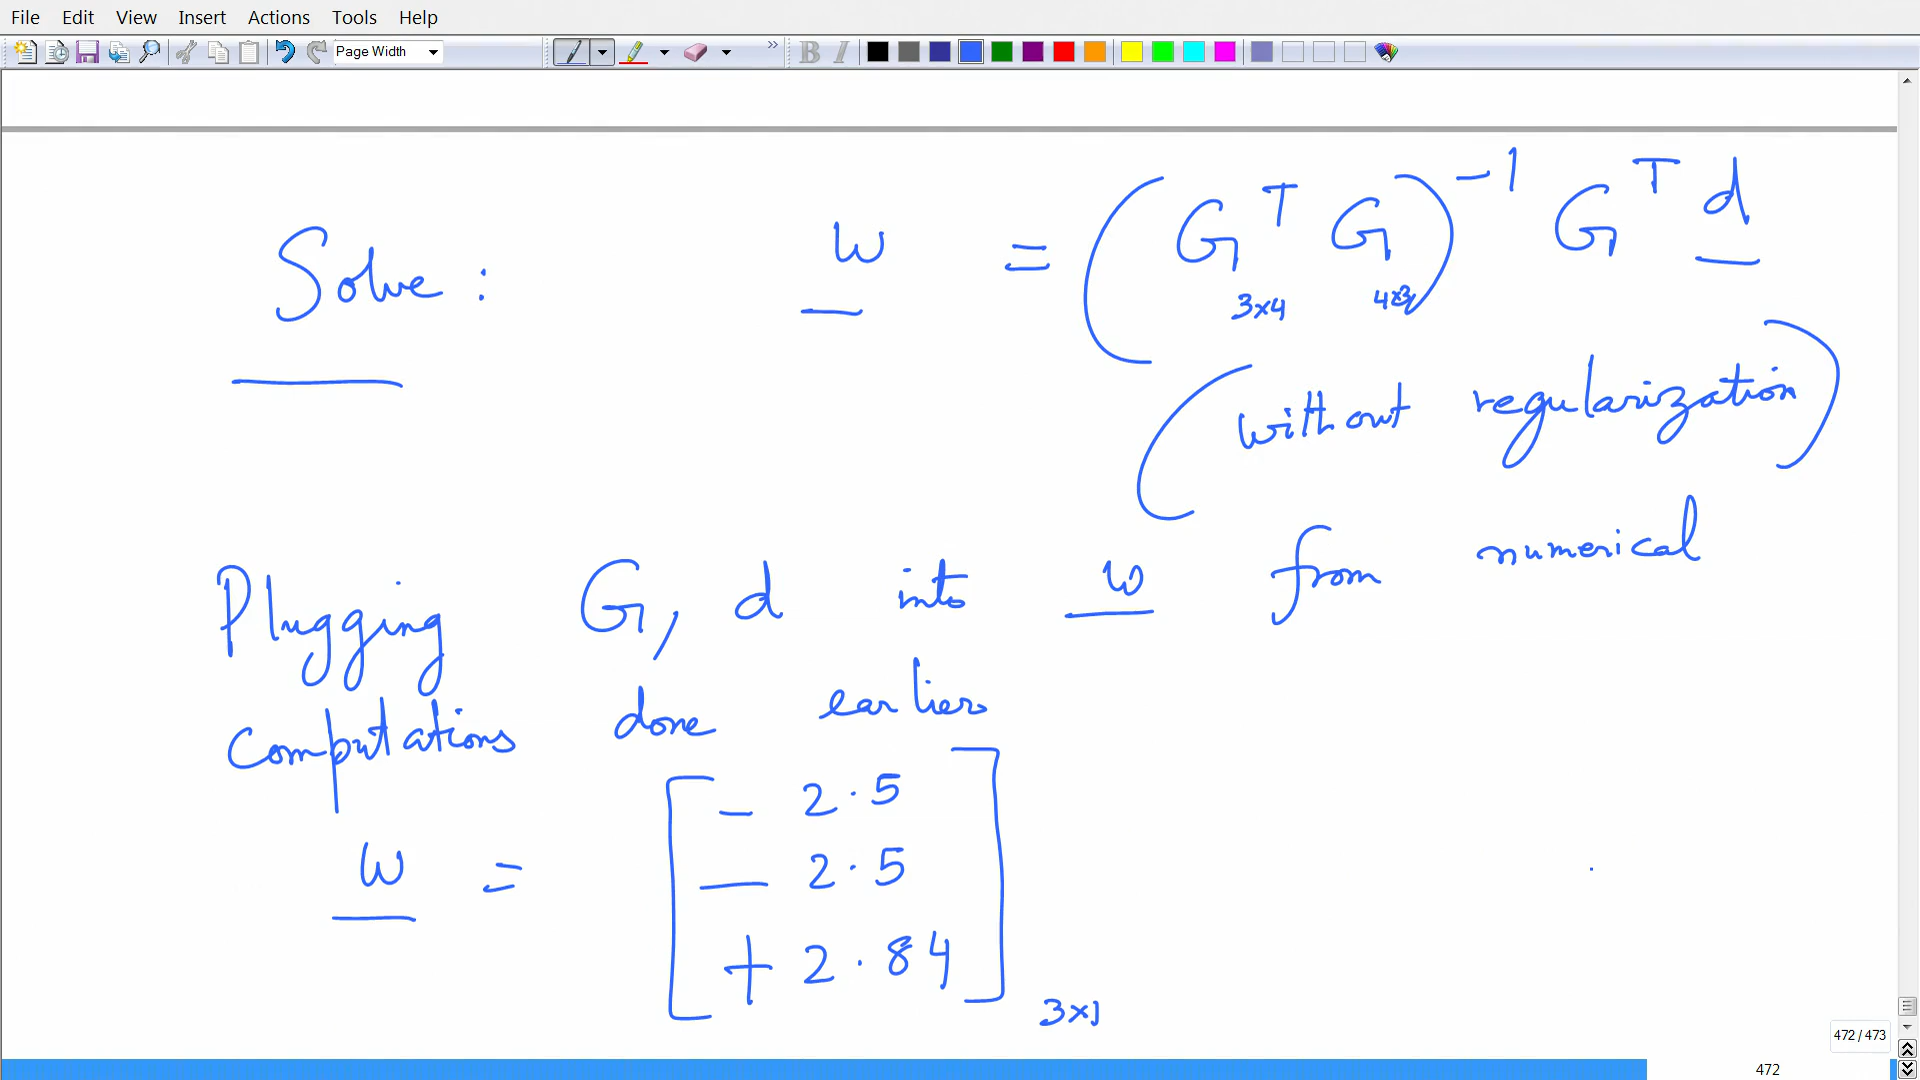 File Edit View Insert Actions Tools Help
Page Width
Solve : w = ( G^T G )^-1 G^T d
3x4 4x3
(without regularization)
Plugging G, d into w from numerical
computations done earlier
w = [ - 2.5
- 2.5
+ 2.84 ] 3x1
472 / 473
472